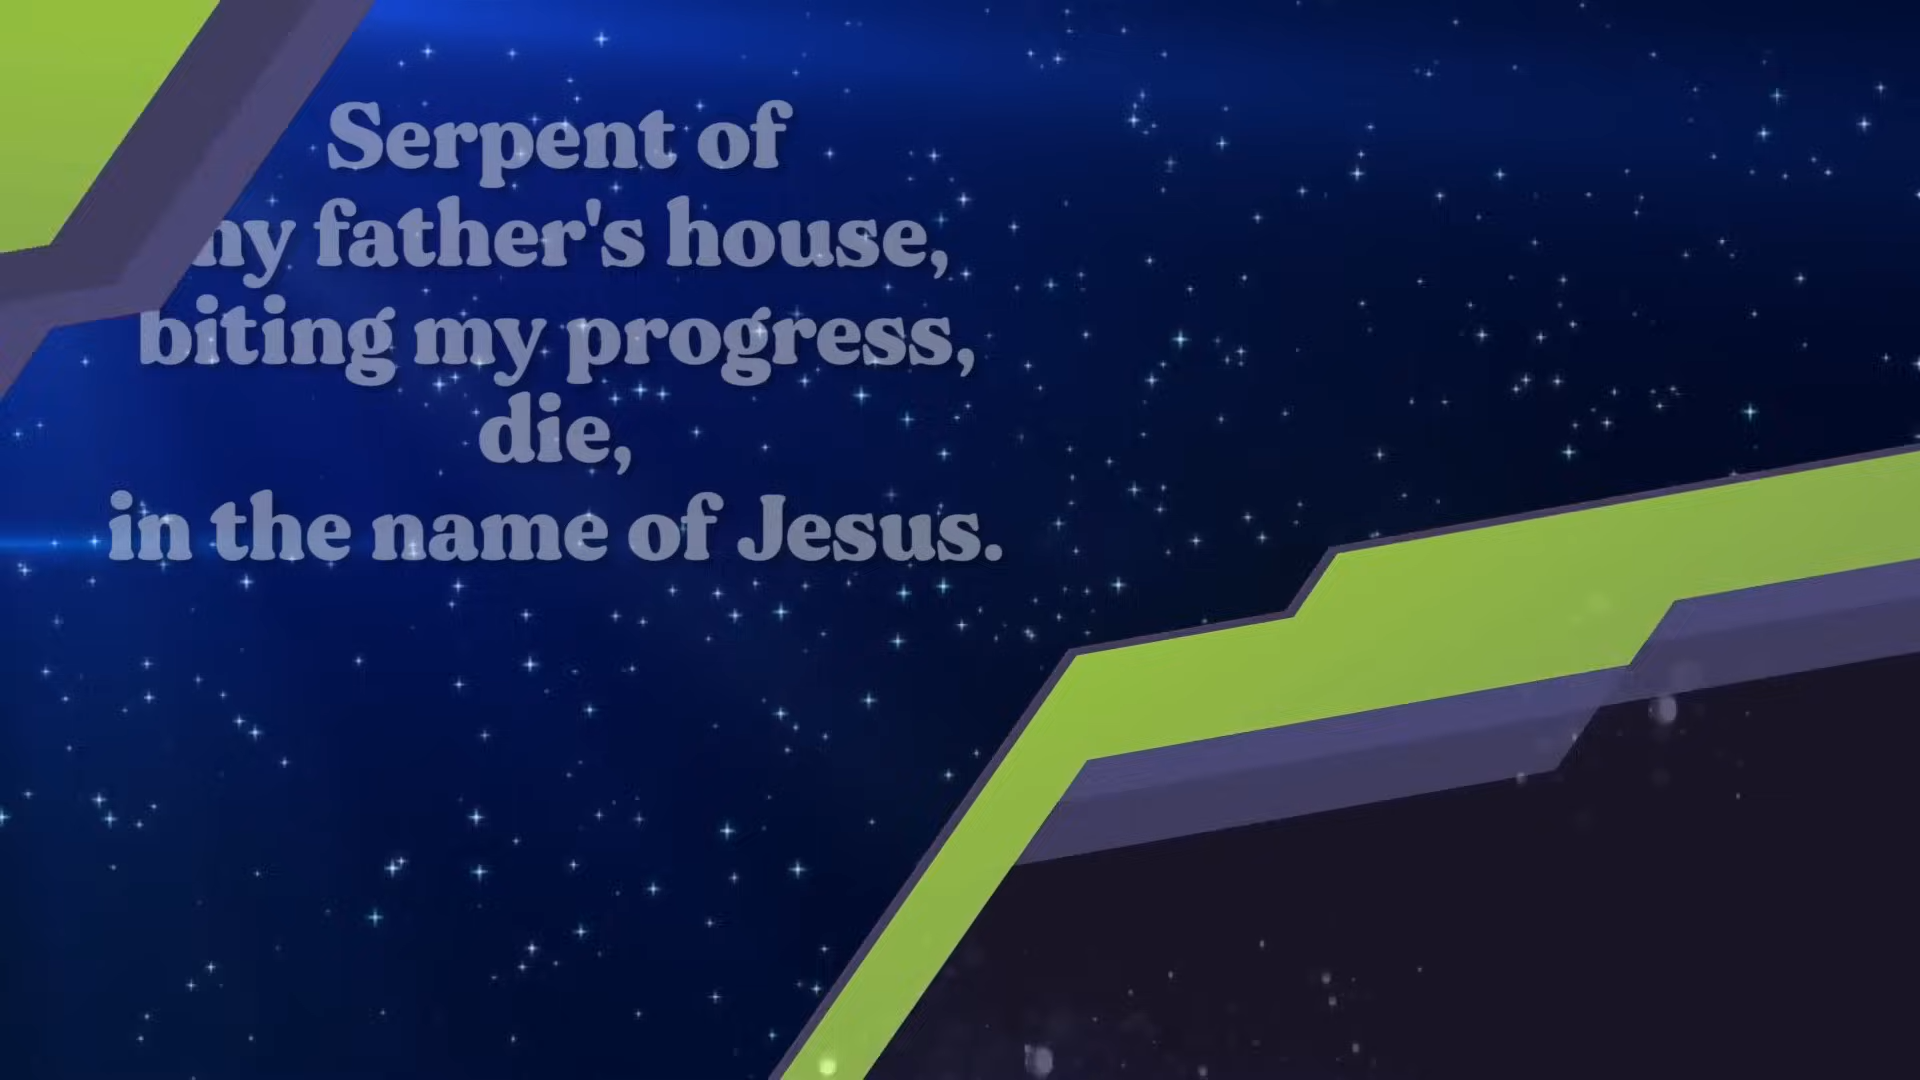 Serpent of
my father's house,
biting my progress,
die,
in the name of Jesus.